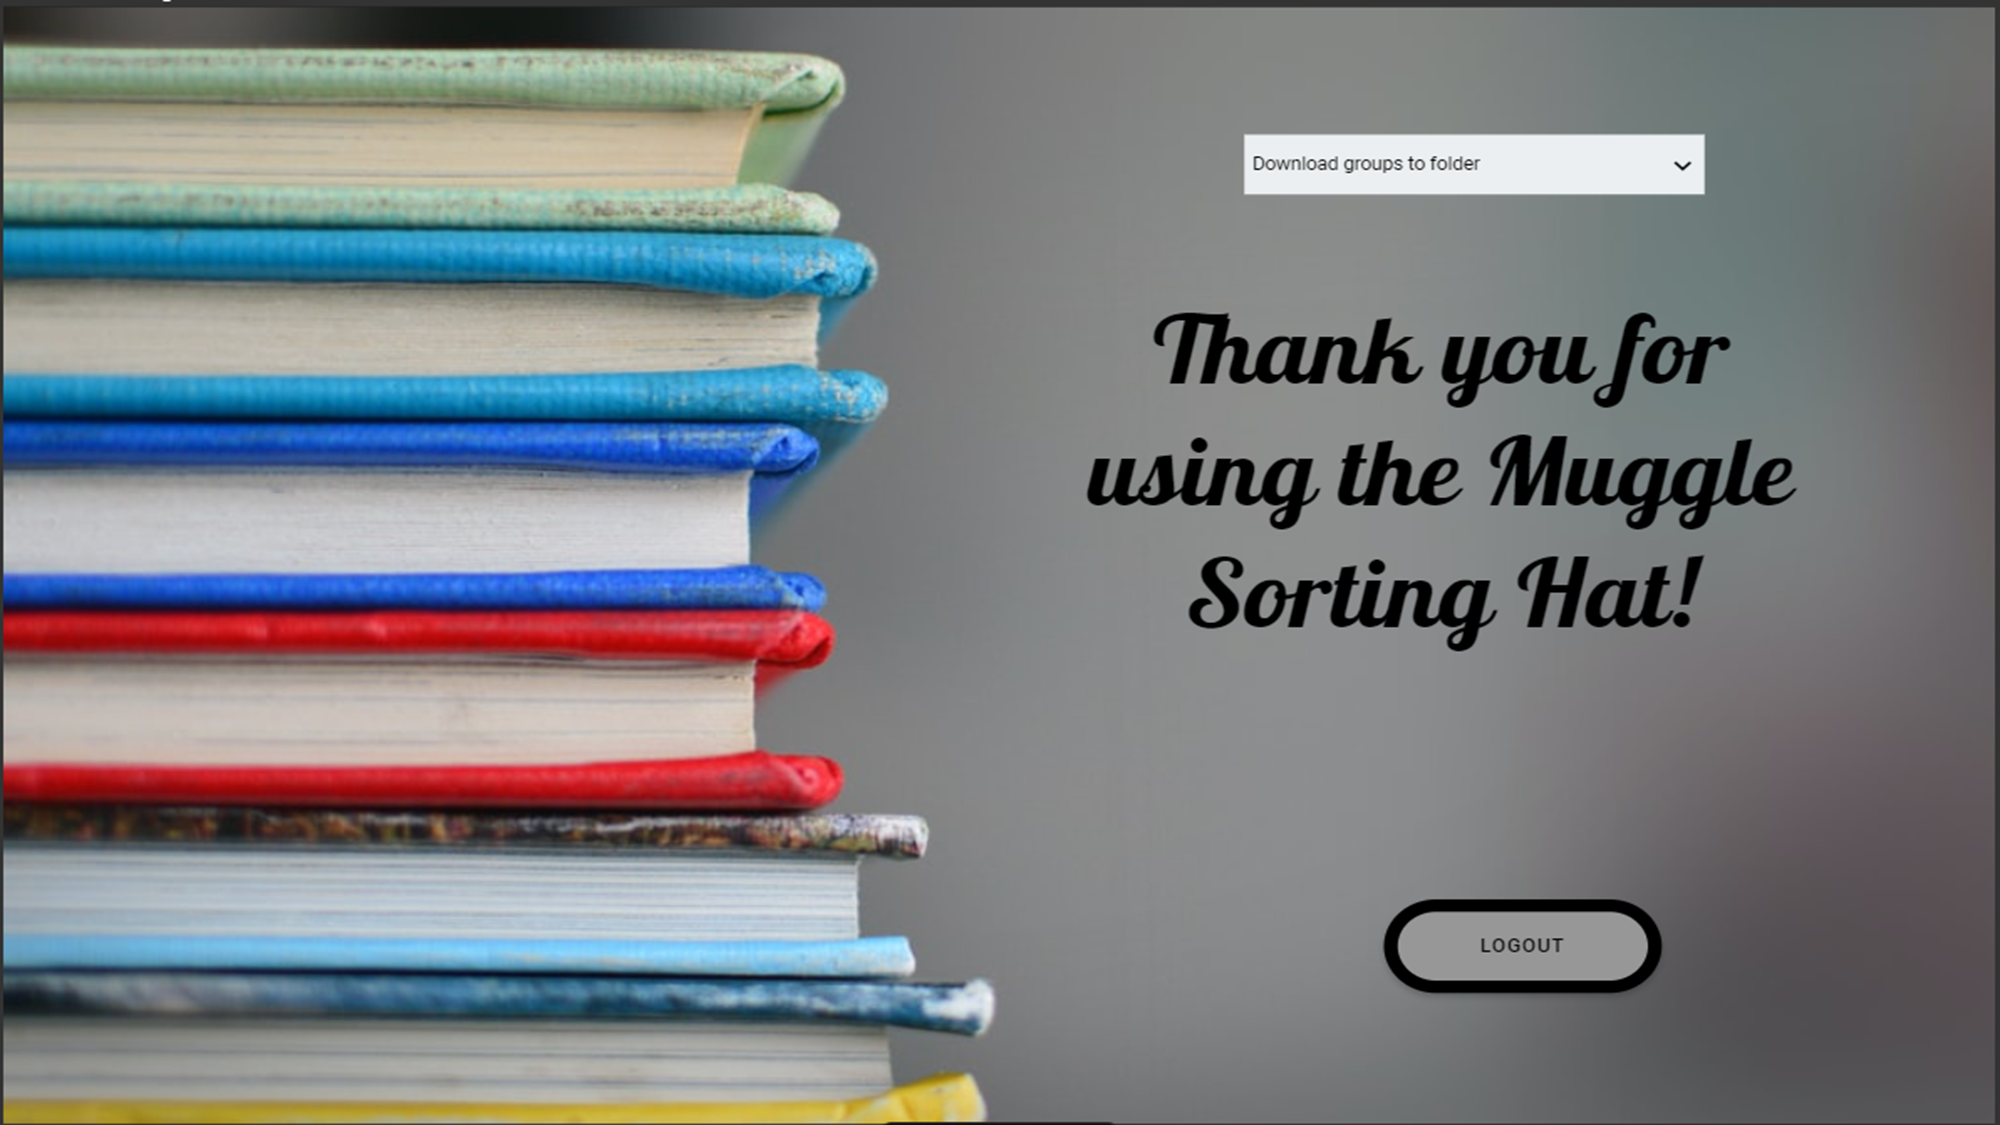 Download groups to folder
Thank you for
using the Muggle
Sorting Hat!
LOGOUT